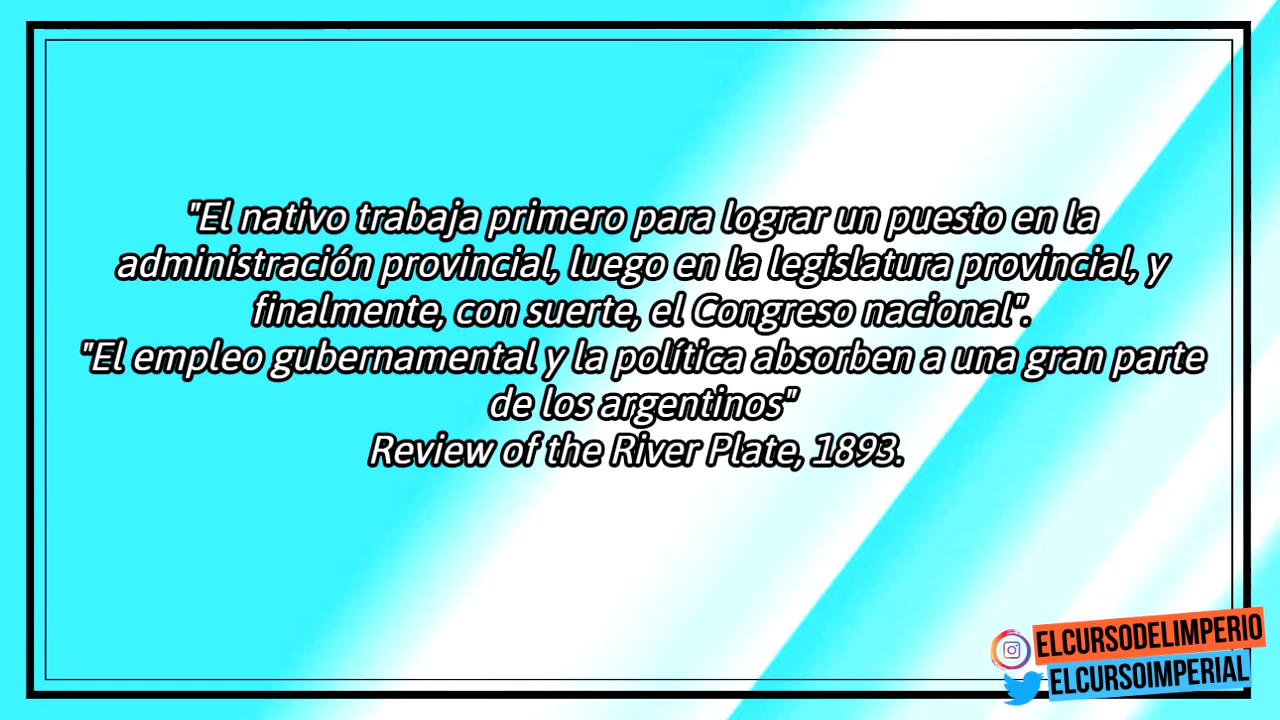 "El nativo trabaja primero para lograr un puesto en la
administración provincial, luego en la legislatura provincial, y
finalmente, con suerte, el Congreso nacional".
"El empleo gubernamental y la política absorben a una gran parte
de los argentinos"
Review of the River Plate, 1893.
ELCURSODELIMPERIO
ELCURSOIMPERIAL